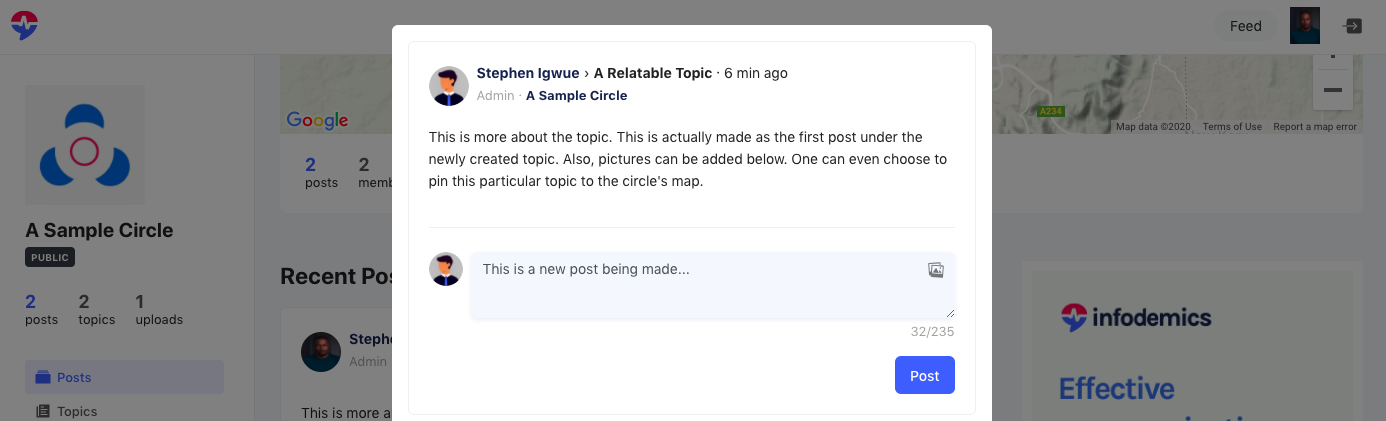 Feed
Stephen Igwue › A Relatable Topic · 6 min ago
Admin · A Sample Circle
This is more about the topic. This is actually made as the first post under the
newly created topic. Also, pictures can be added below. One can even choose to
pin this particular topic to the circle's map.
This is a new post being made...
32/235
Post
A Sample Circle
PUBLIC
2 posts
2 topics
1 uploads
Posts
Topics
Google
A234
Map data ©2020 Terms of Use Report a map error
2 posts
2 memb
Recent Pos
Stephe
Admin
This is more a
infodemics
Effective